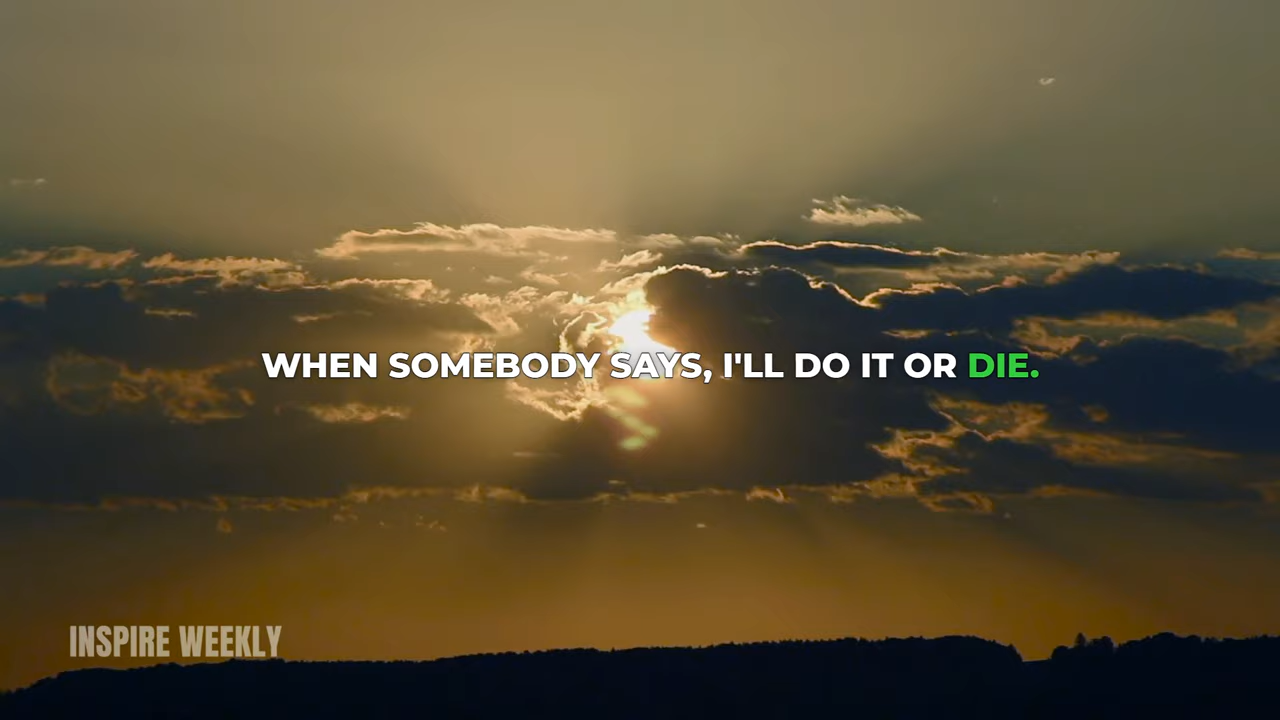 WHEN SOMEBODY SAYS, I'LL DO IT OR DIE.
INSPIRE WEEKLY